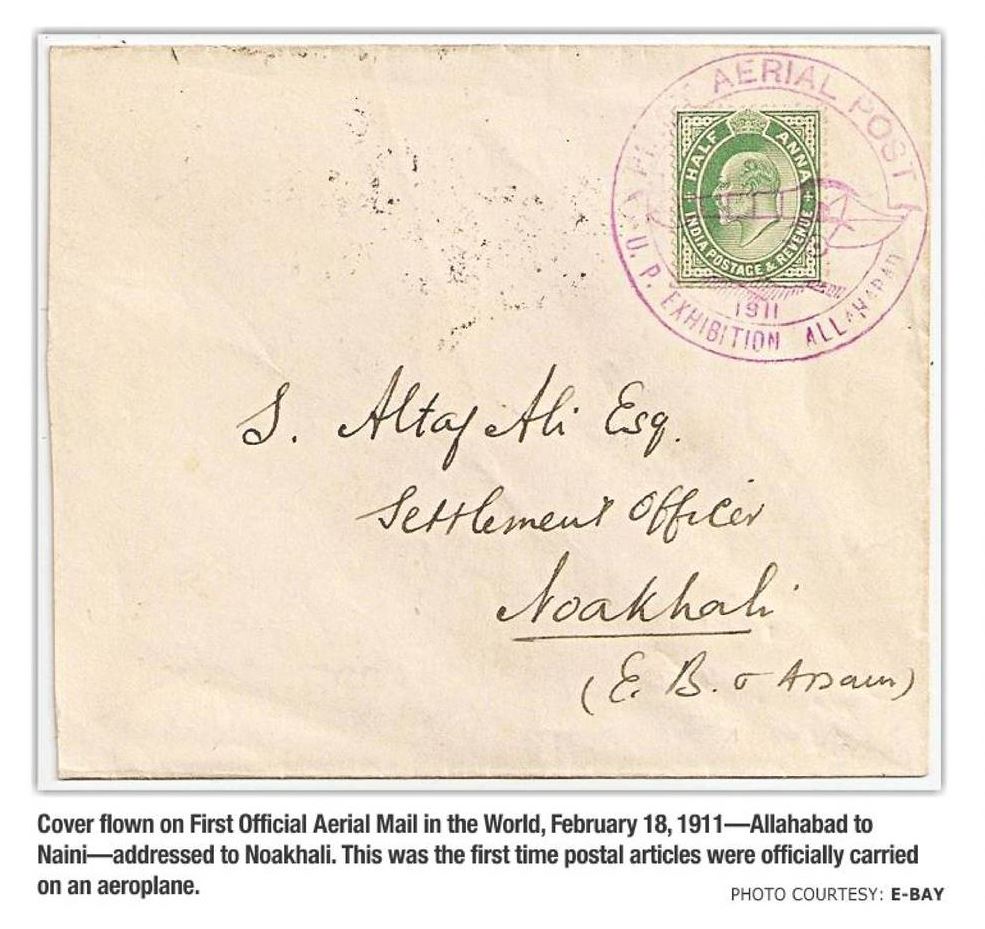 AERIAL POST
HALF ANNA
INDIA POSTAGE & REVENUE
1911
U.P. EXHIBITION ALLAHABAD
S. Altaf Ali Esq.
Settlement Officer
Noakhali
(E. B. & Assam)
Cover flown on First Official Aerial Mail in the World, February 18, 1911—Allahabad to
Naini—addressed to Noakhali. This was the first time postal articles were officially carried
on an aeroplane.
PHOTO COURTESY: E-BAY